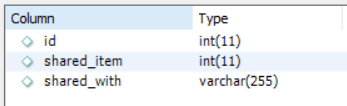 Column Type
id int(11)
shared_item int(11)
shared_with varchar(255)